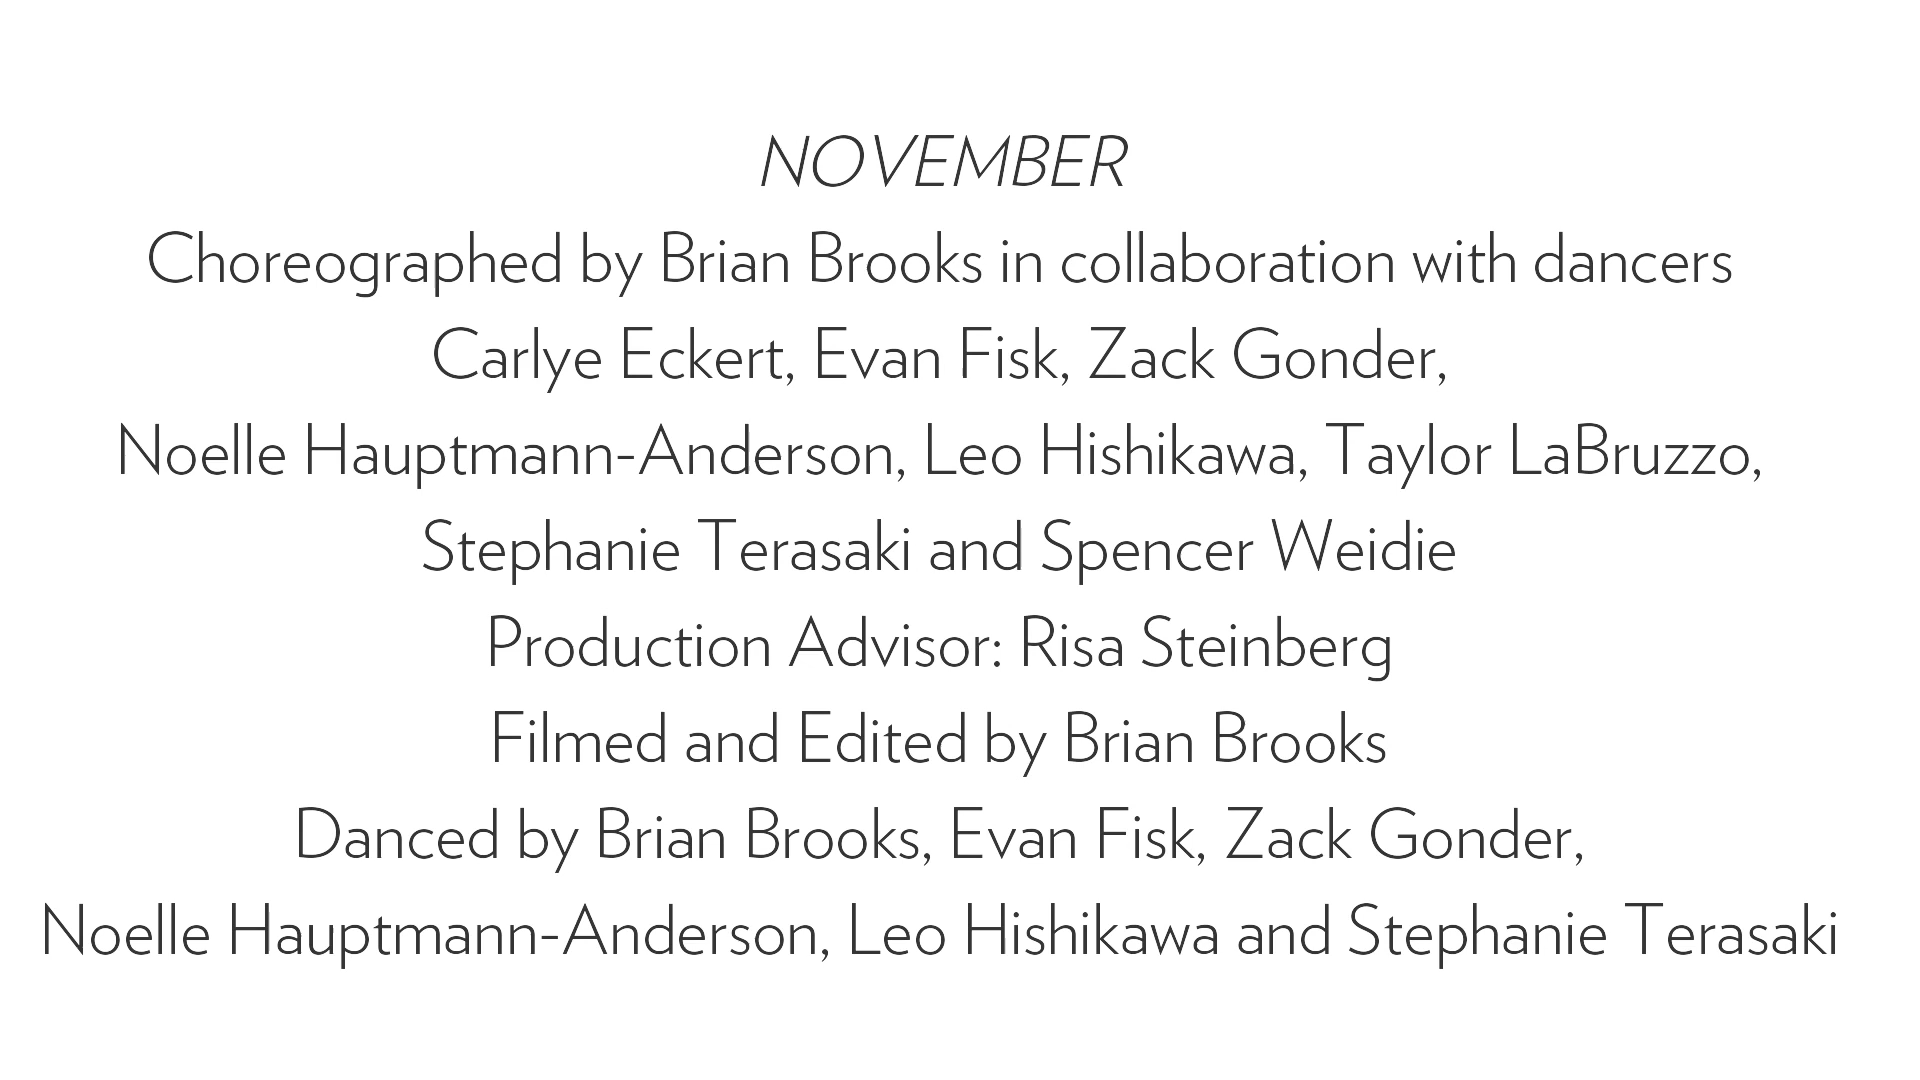 NOVEMBER
Choreographed by Brian Brooks in collaboration with dancers
Carlye Eckert, Evan Fisk, Zack Gonder,
Noelle Hauptmann-Anderson, Leo Hishikawa, Taylor LaBruzzo,
Stephanie Terasaki and Spencer Weidie
Production Advisor: Risa Steinberg
Filmed and Edited by Brian Brooks
Danced by Brian Brooks, Evan Fisk, Zack Gonder,
Noelle Hauptmann-Anderson, Leo Hishikawa and Stephanie Terasaki